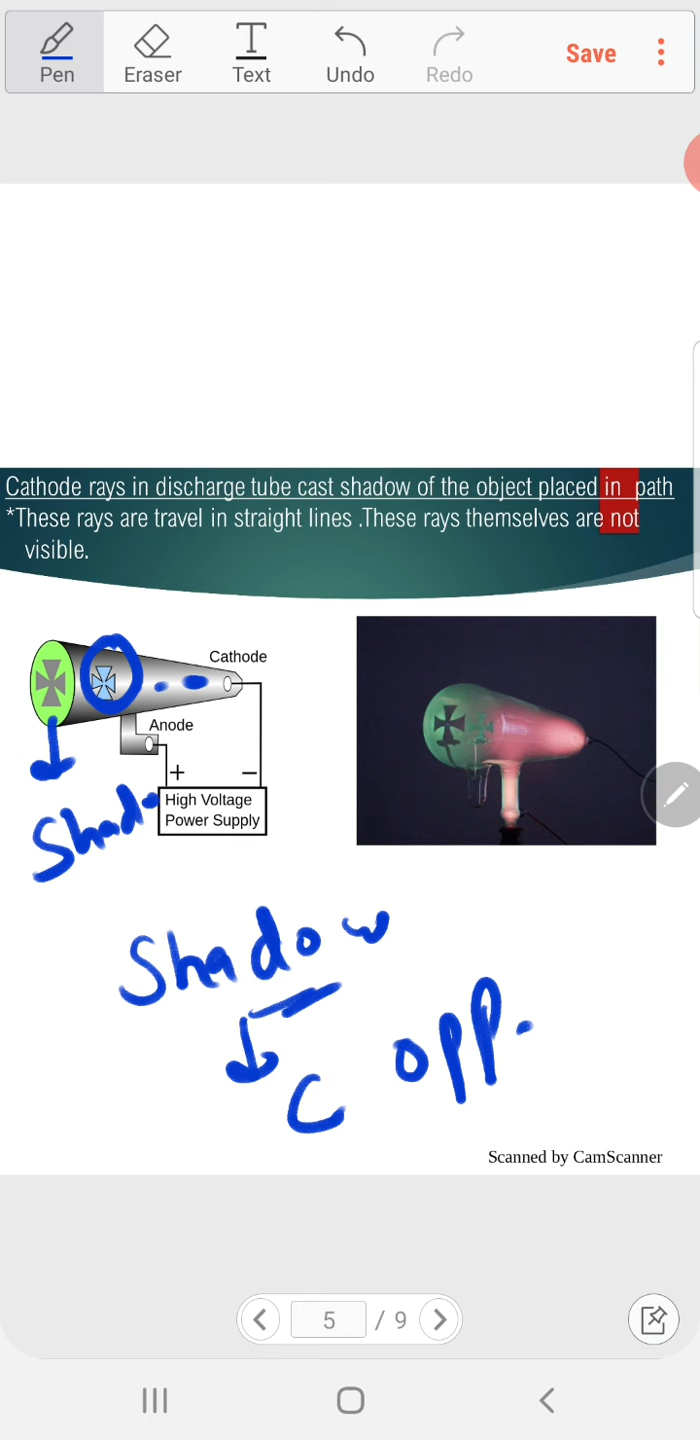 Pen Eraser Text Undo Redo Save
Cathode rays in discharge tube cast shadow of the object placed in path
*These rays are travel in straight lines .These rays themselves are not
visible.
Cathode
Anode
+ −
High Voltage
Power Supply
Shado
Shadow
C opp.
Scanned by CamScanner
5 / 9